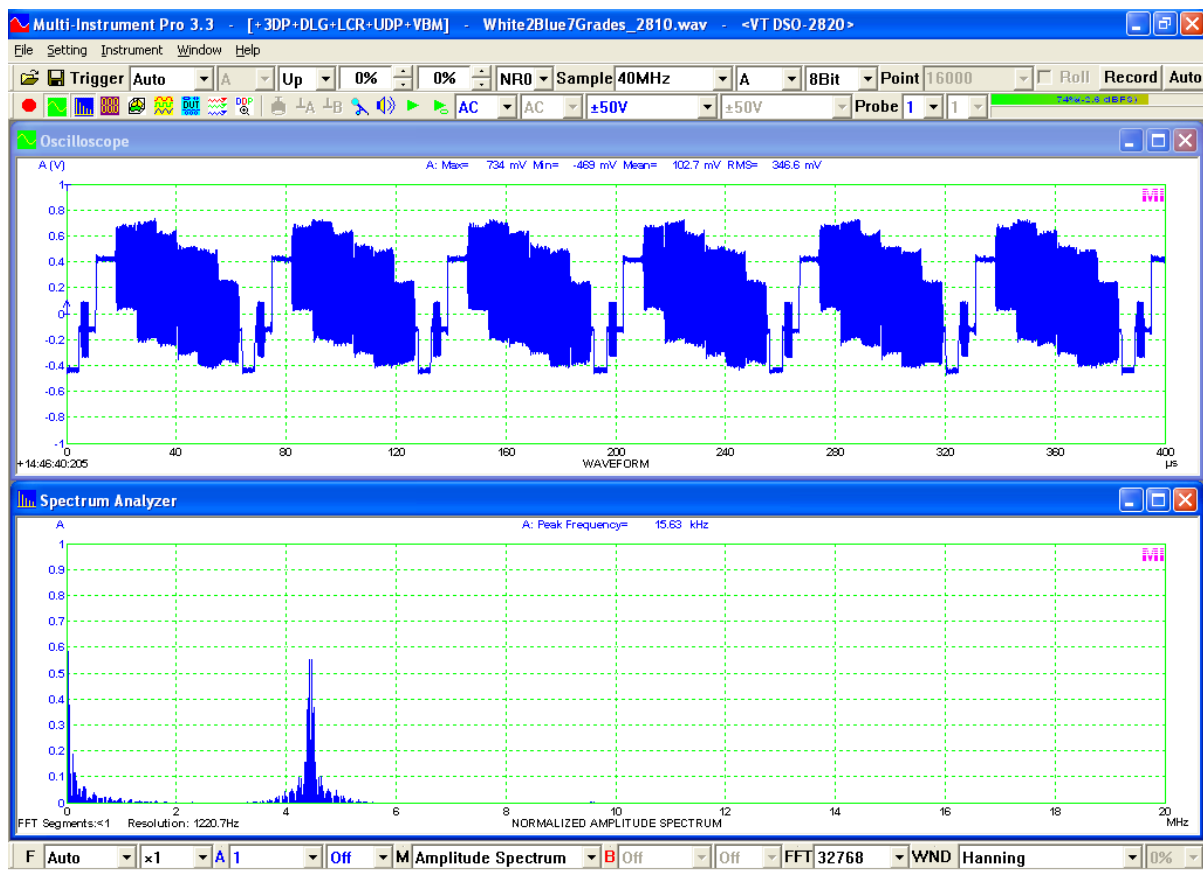 Multi-Instrument Pro 3.3 - [+3DP+DLG+LCR+UDP+VBM] - White2Blue7Grades_2810.wav - <VT DSO-2820>
File Setting Instrument Window Help
Trigger Auto A Up 0% 0% NR0 Sample 40MHz A 8Bit Point 16000 Roll Record Auto
AC AC ±50V ±50V Probe 1 1 74%(-2.6 dBFS)
Oscilloscope
A (V) A: Max= 734 mV Min= -469 mV Mean= 102.7 mV RMS= 346.6 mV
1
MI
0.8
0.6
0.4
0.2
0
-0.2
-0.4
-0.6
-0.8
-1
0 40 80 120 160 200 240 280 320 360 400
+14:46:40:205 WAVEFORM µs
Spectrum Analyzer
A A: Peak Frequency= 15.63 kHz
1
MI
0.9
0.8
0.7
0.6
0.5
0.4
0.3
0.2
0.1
0
0 2 4 6 8 10 12 14 16 18 20
FFT Segments:<1 Resolution: 1220.7Hz NORMALIZED AMPLITUDE SPECTRUM MHz
F Auto ×1 A 1 Off M Amplitude Spectrum B Off Off FFT 32768 WND Hanning 0%